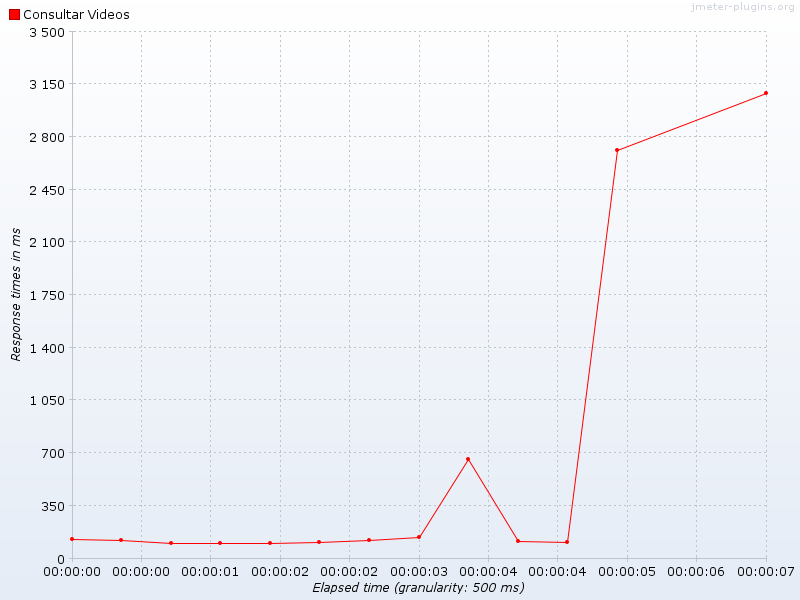 jmeter-plugins.org
Consultar Videos
3 500
3 150
2 800
2 450
2 100
1 750
1 400
1 050
700
350
0
Response times in ms
00:00:00 00:00:00 00:00:01 00:00:02 00:00:02 00:00:03 00:00:04 00:00:04 00:00:05 00:00:06 00:00:07
Elapsed time (granularity: 500 ms)